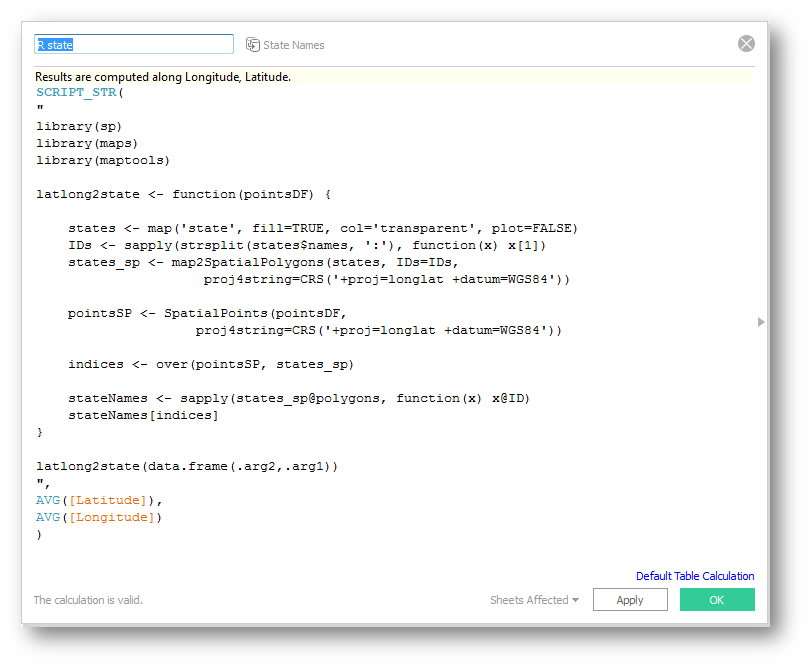 R state
State Names
Results are computed along Longitude, Latitude.
SCRIPT_STR(
"
library(sp)
library(maps)
library(maptools)
latlong2state <- function(pointsDF) {
states <- map('state', fill=TRUE, col='transparent', plot=FALSE)
IDs <- sapply(strsplit(states$names, ':'), function(x) x[1])
states_sp <- map2SpatialPolygons(states, IDs=IDs,
proj4string=CRS('+proj=longlat +datum=WGS84'))
pointsSP <- SpatialPoints(pointsDF,
proj4string=CRS('+proj=longlat +datum=WGS84'))
indices <- over(pointsSP, states_sp)
stateNames <- sapply(states_sp@polygons, function(x) x@ID)
stateNames[indices]
}
latlong2state(data.frame(.arg2,.arg1))
",
AVG([Latitude]),
AVG([Longitude])
)
Default Table Calculation
The calculation is valid.
Sheets Affected
Apply
OK